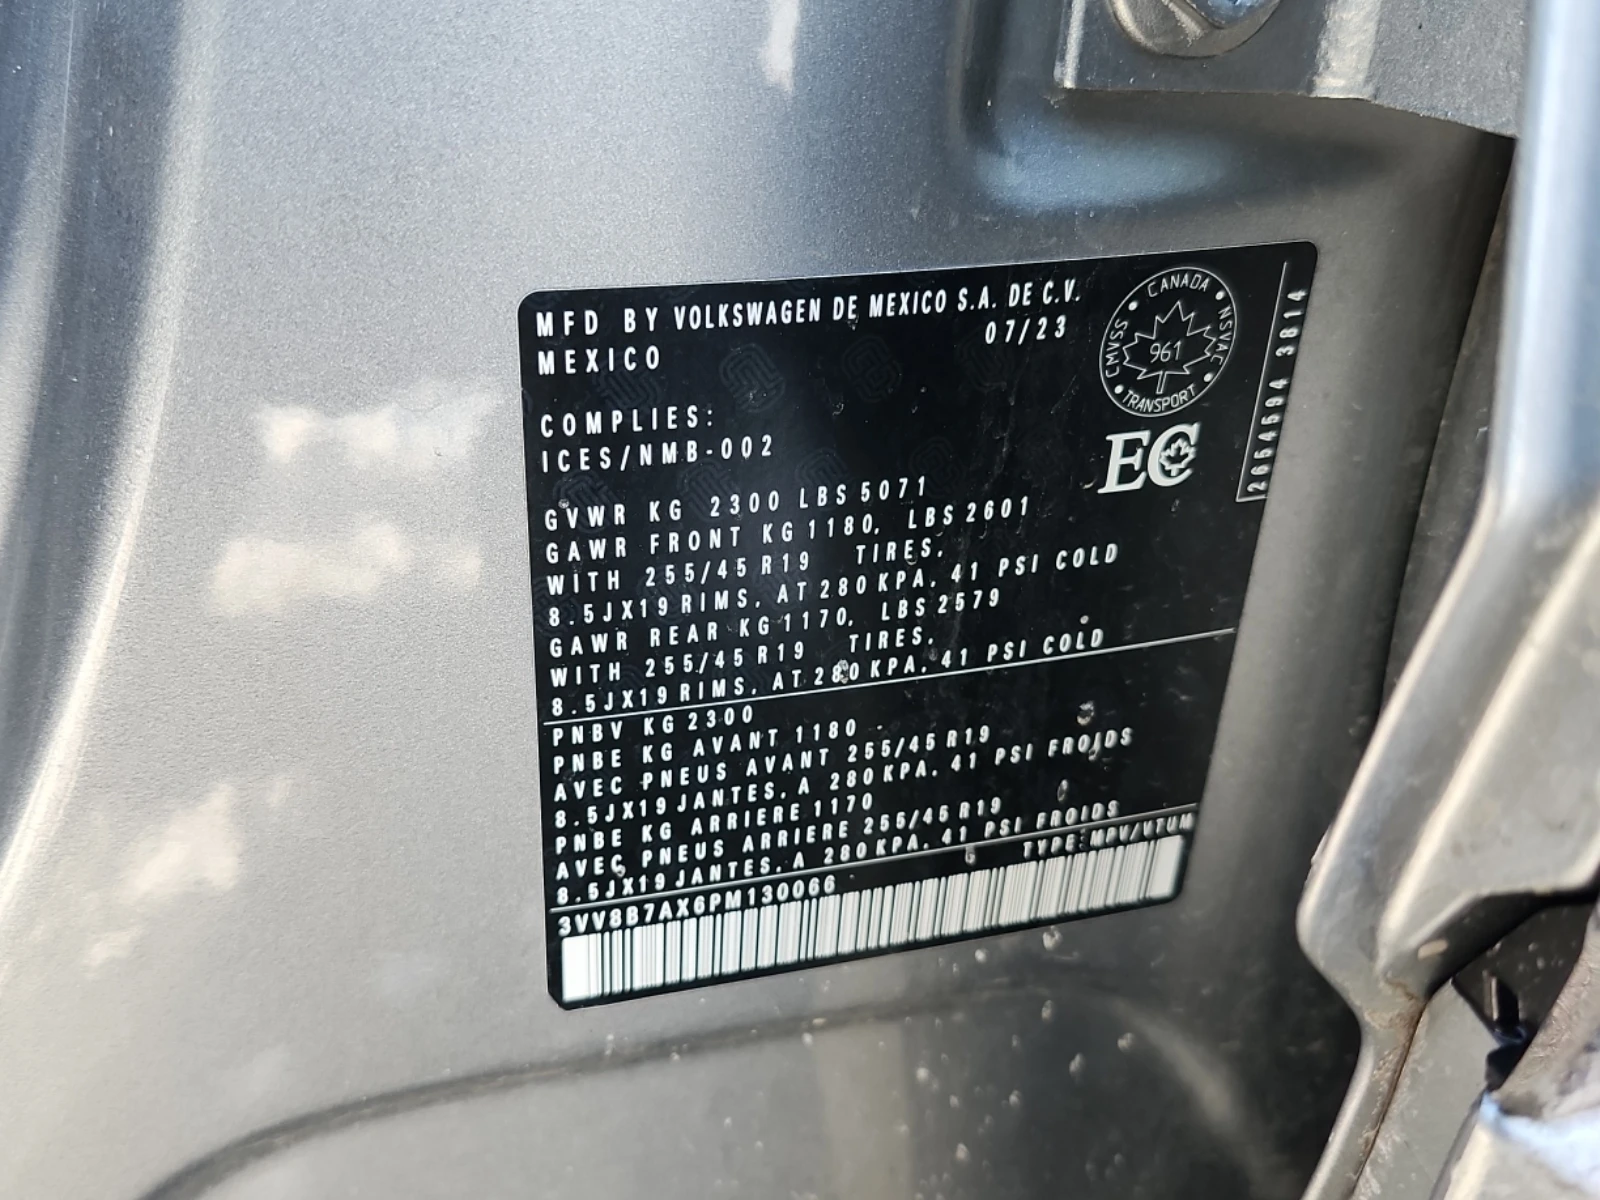 MFD BY VOLKSWAGEN DE MEXICO S.A. DE C.V.
MEXICO 07/23
COMPLIES:
ICES/NMB-002
GVWR KG 2300 LBS 5071
GAWR FRONT KG 1180, LBS 2601
WITH 255/45 R19 TIRES,
8.5JX19 RIMS, AT 280 KPA, 41 PSI COLD
GAWR REAR KG 1170, LBS 2579
WITH 255/45 R19 TIRES,
8.5JX19 RIMS, AT 280 KPA, 41 PSI COLD
PNBV KG 2300
PNBE KG AVANT 1180
AVEC PNEUS AVANT 255/45 R19
8.5JX19 JANTES, A 280 KPA, 41 PSI FROIDS
PNBE KG ARRIERE 1170
AVEC PNEUS ARRIERE 255/45 R19
8.5JX19 JANTES, A 280 KPA, 41 PSI FROIDS
3VV8B7AX6PM130066 TYPE: MPV/VTUM
CANADA
CMVSS 961 NSVAC
TRANSPORT
EC
2654594 3814